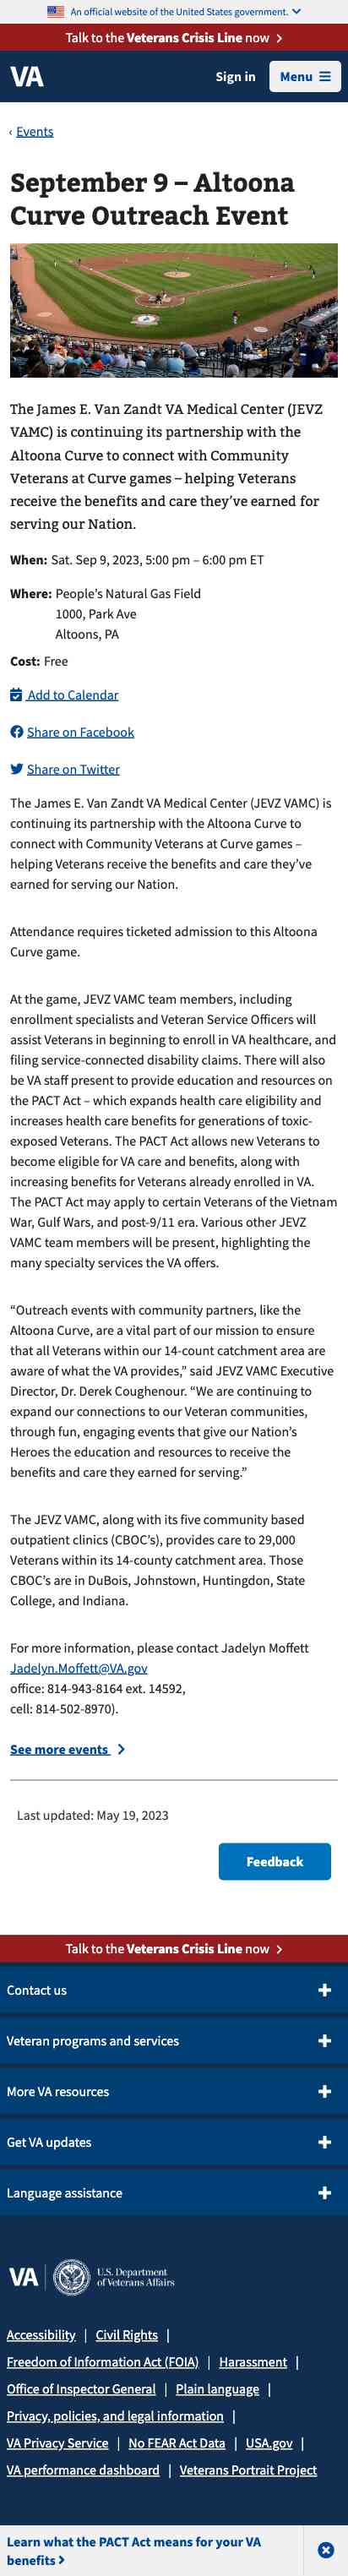 An official website of the United States government.
Talk to the Veterans Crisis Line now
VA
Sign in
Menu
‹ Events
September 9 – Altoona
Curve Outreach Event
The James E. Van Zandt VA Medical Center (JEVZ
VAMC) is continuing its partnership with the
Altoona Curve to connect with Community
Veterans at Curve games – helping Veterans
receive the benefits and care they’ve earned for
serving our Nation.
When: Sat. Sep 9, 2023, 5:00 pm – 6:00 pm ET
Where: People’s Natural Gas Field
1000, Park Ave
Altoons, PA
Cost: Free
Add to Calendar
Share on Facebook
Share on Twitter
The James E. Van Zandt VA Medical Center (JEVZ VAMC) is
continuing its partnership with the Altoona Curve to
connect with Community Veterans at Curve games –
helping Veterans receive the benefits and care they’ve
earned for serving our Nation.
Attendance requires ticketed admission to this Altoona
Curve game.
At the game, JEVZ VAMC team members, including
enrollment specialists and Veteran Service Officers will
assist Veterans in beginning to enroll in VA healthcare, and
filing service-connected disability claims. There will also
be VA staff present to provide education and resources on
the PACT Act – which expands health care eligibility and
increases health care benefits for generations of toxic-
exposed Veterans. The PACT Act allows new Veterans to
become eligible for VA care and benefits, along with
increasing benefits for Veterans already enrolled in VA.
The PACT Act may apply to certain Veterans of the Vietnam
War, Gulf Wars, and post-9/11 era. Various other JEVZ
VAMC team members will be present, highlighting the
many specialty services the VA offers.
“Outreach events with community partners, like the
Altoona Curve, are a vital part of our mission to ensure
that all Veterans within our 14-count catchment area are
aware of what the VA provides,” said JEVZ VAMC Executive
Director, Dr. Derek Coughenour. “We are continuing to
expand our connections to our Veteran communities,
through fun, engaging events that give our Nation’s
Heroes the education and resources to receive the
benefits and care they earned for serving.”
The JEVZ VAMC, along with its five community based
outpatient clinics (CBOC’s), provides care to 29,000
Veterans within its 14-county catchment area. Those
CBOC’s are in DuBois, Johnstown, Huntingdon, State
College, and Indiana.
For more information, please contact Jadelyn Moffett
Jadelyn.Moffett@VA.gov
office: 814-943-8164 ext. 14592,
cell: 814-502-8970).
See more events
Last updated: May 19, 2023
Feedback
Talk to the Veterans Crisis Line now
Contact us
Veteran programs and services
More VA resources
Get VA updates
Language assistance
VA | U.S. Department
of Veterans Affairs
Accessibility | Civil Rights |
Freedom of Information Act (FOIA) | Harassment |
Office of Inspector General | Plain language |
Privacy, policies, and legal information |
VA Privacy Service | No FEAR Act Data | USA.gov |
VA performance dashboard | Veterans Portrait Project
Learn what the PACT Act means for your VA
benefits